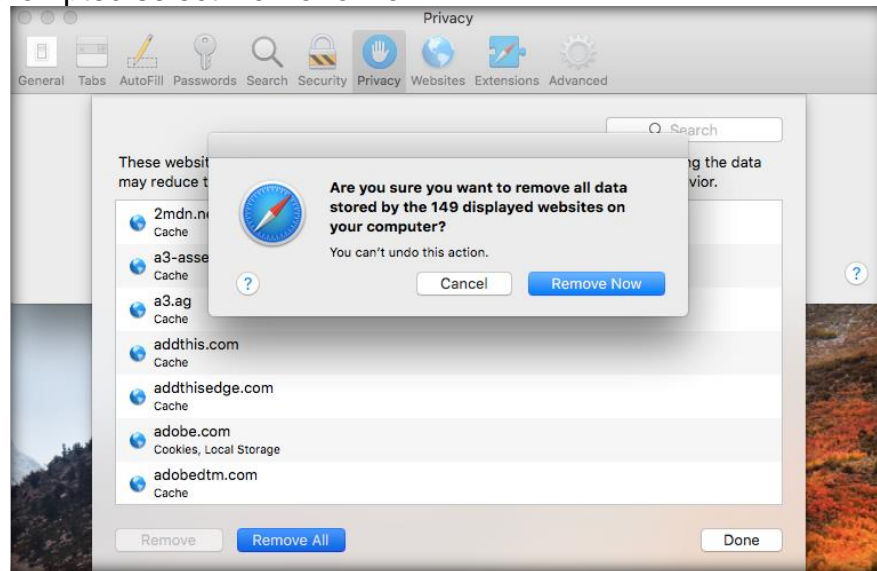 Privacy
General Tabs AutoFill Passwords Search Security Privacy Websites Extensions Advanced
Search
These websit ng the data
may reduce t vior.
Are you sure you want to remove all data
stored by the 149 displayed websites on
your computer?
You can't undo this action.
?
Cancel Remove Now
?
2mdn.ne
Cache
a3-asse
Cache
a3.ag
Cache
addthis.com
Cache
addthisedge.com
Cache
adobe.com
Cookies, Local Storage
adobedtm.com
Cache
Remove Remove All Done